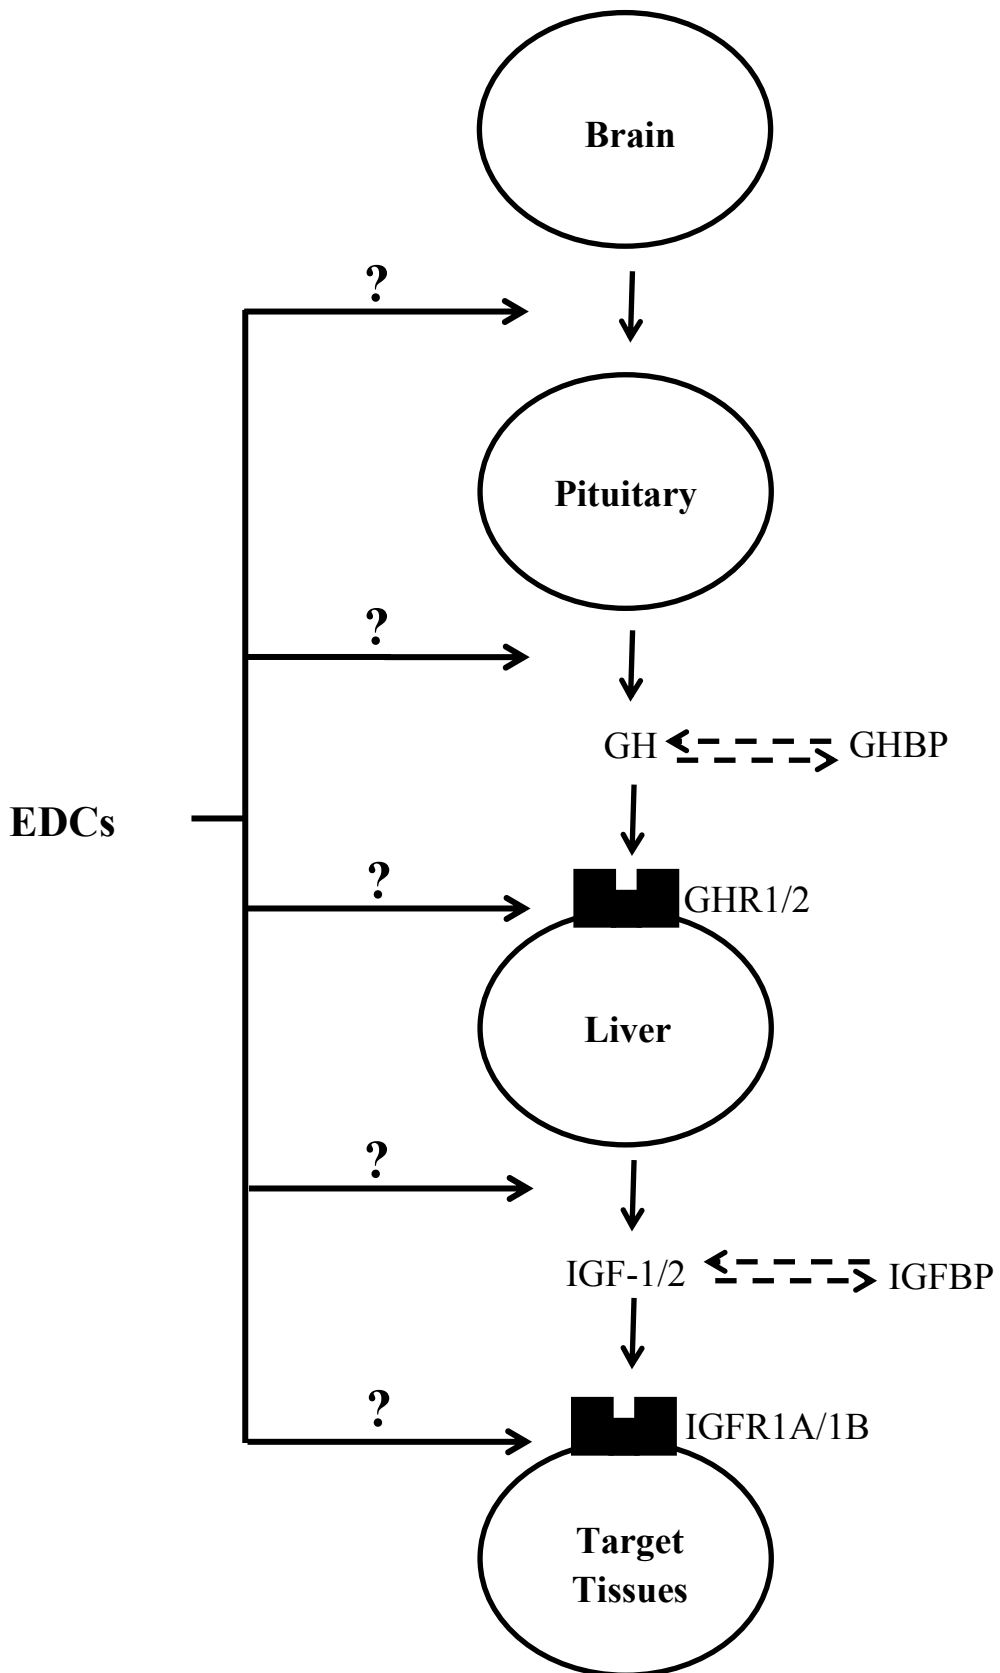 Brain
?
Pituitary
?
GH
GHBP
EDCs
?
GHR1/2
Liver
?
IGF-1/2
IGFBP
?
IGFR1A/1B
Target
Tissues